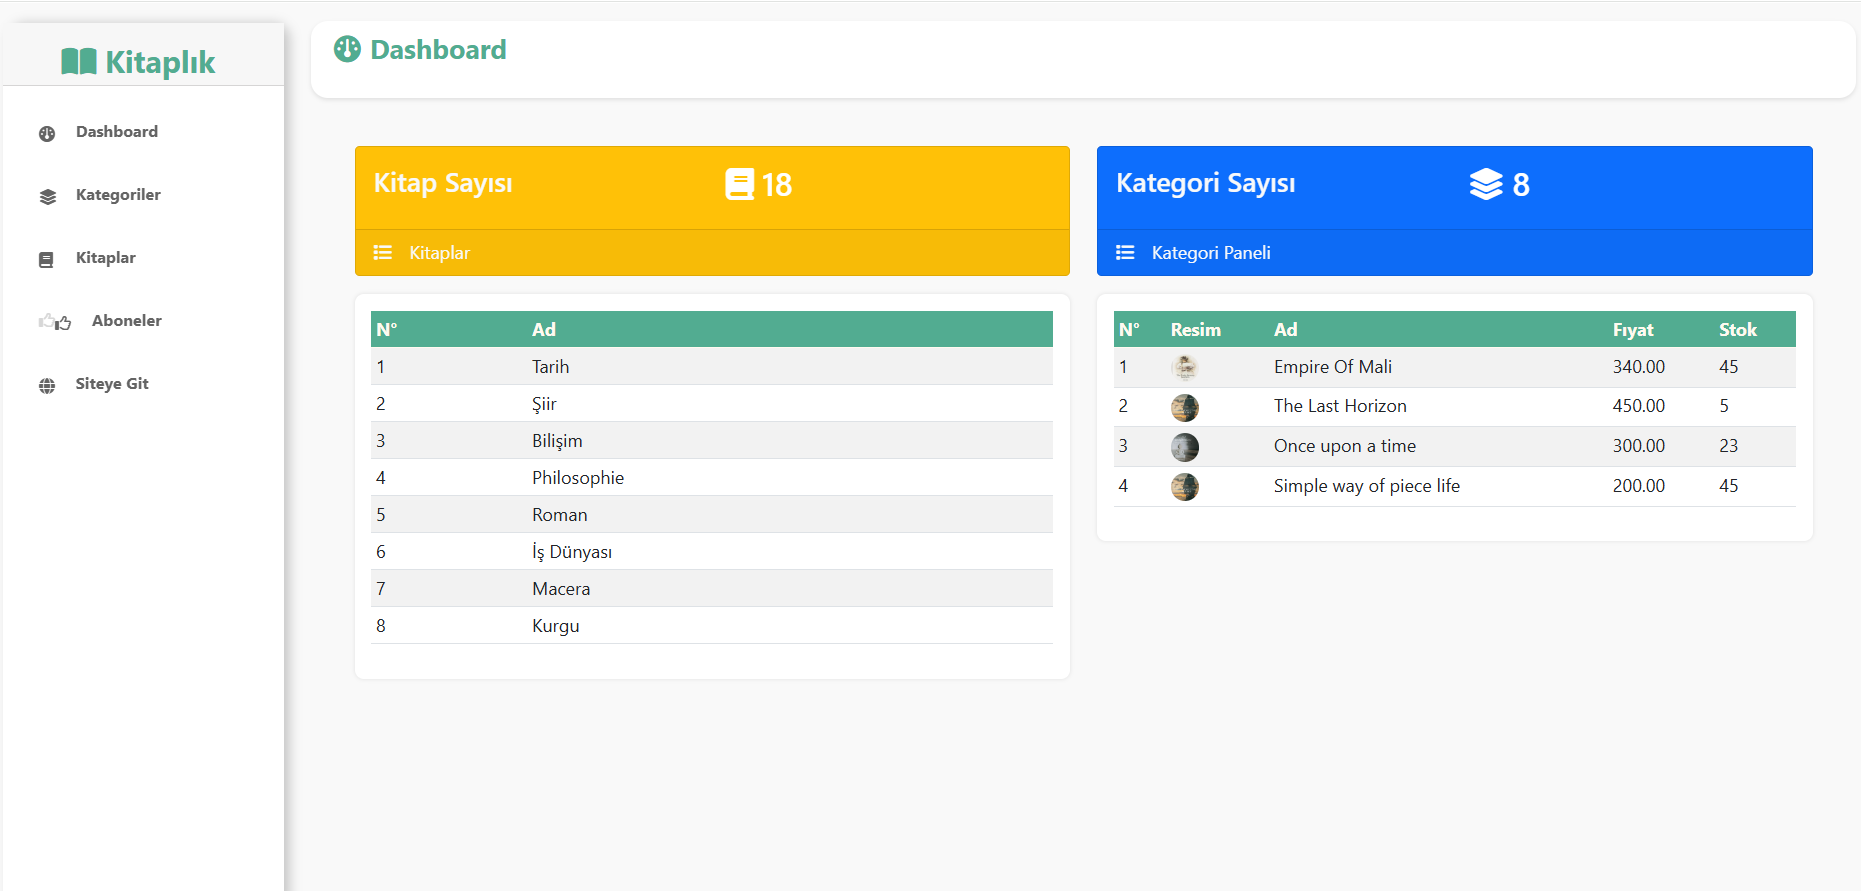 Kitaplık
Dashboard
Kategoriler
Kitaplar
Aboneler
Siteye Git
Dashboard
Kitap Sayısı 18
Kitaplar
Kategori Sayısı 8
Kategori Paneli
N° Ad
1 Tarih
2 Şiir
3 Bilişim
4 Philosophie
5 Roman
6 İş Dünyası
7 Macera
8 Kurgu
N° Resim Ad Fıyat Stok
1 Empire Of Mali 340.00 45
2 The Last Horizon 450.00 5
3 Once upon a time 300.00 23
4 Simple way of piece life 200.00 45